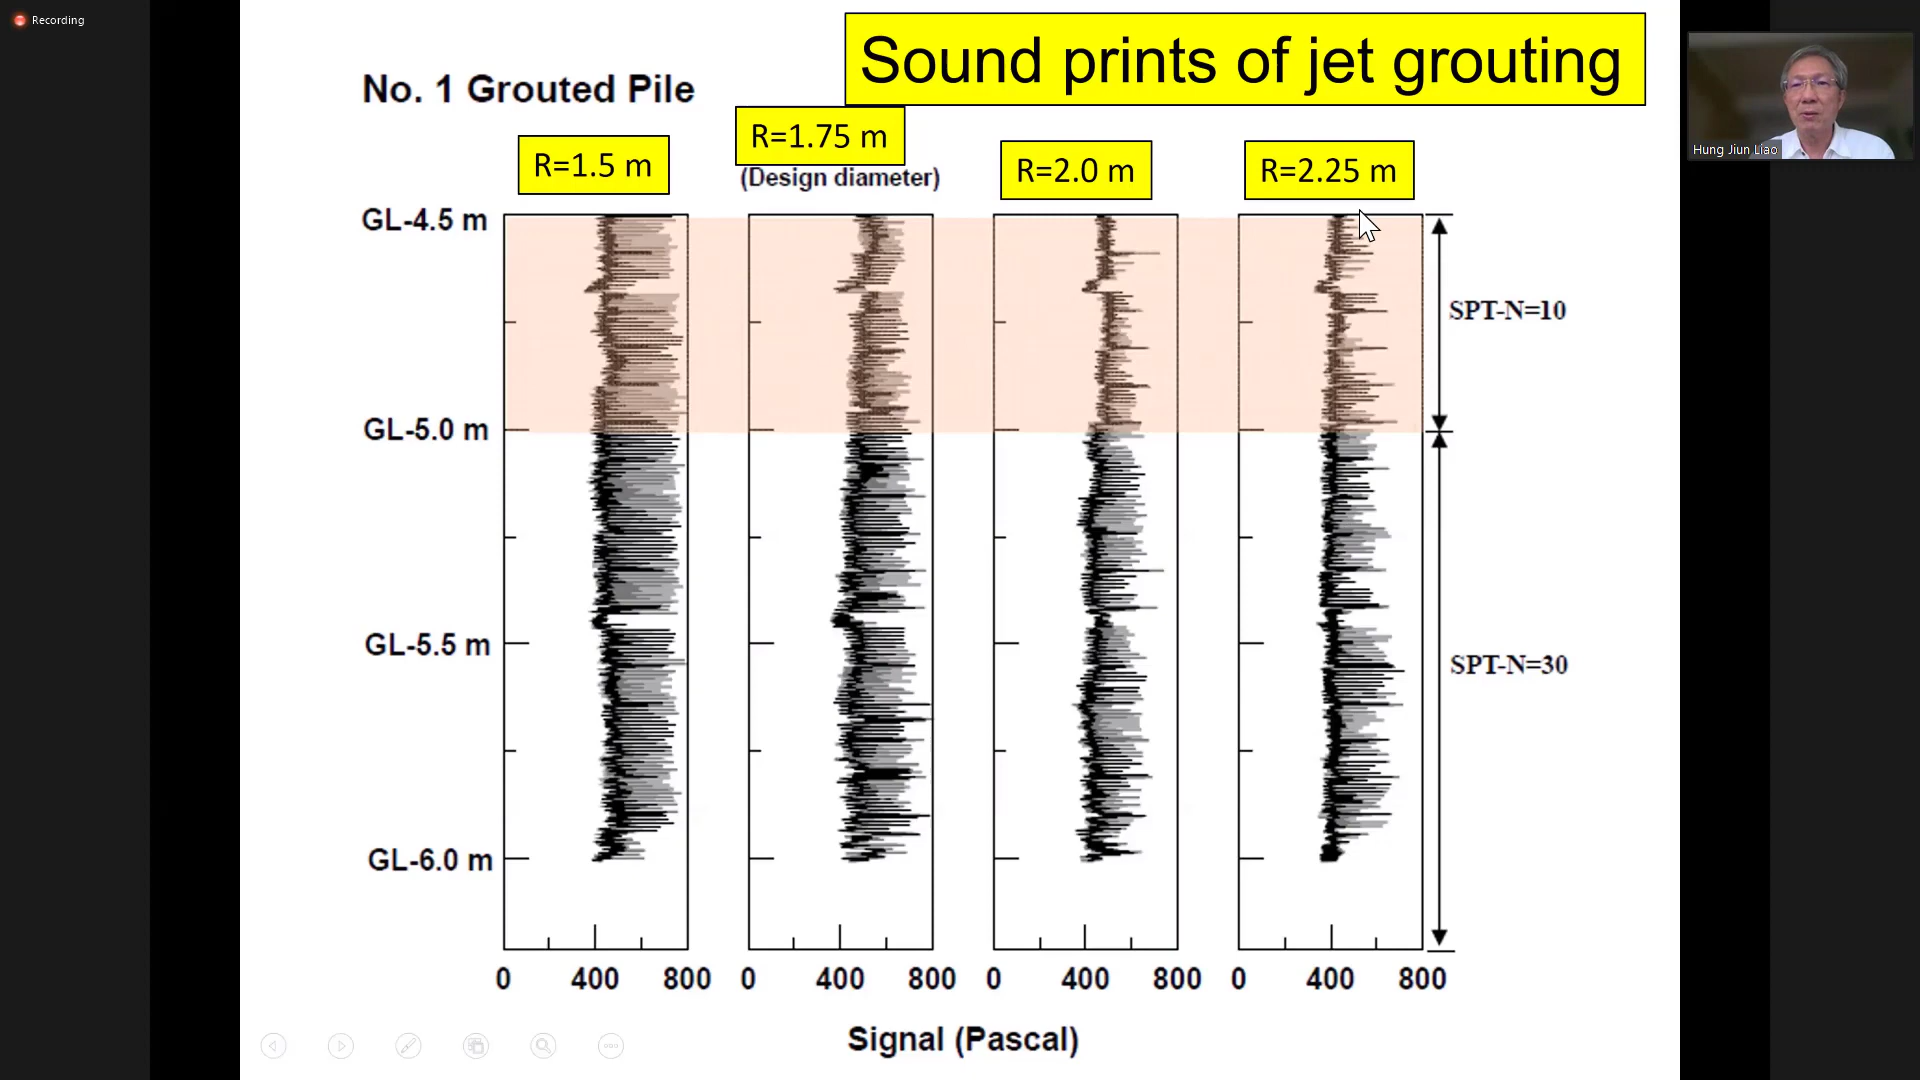 Recording
Sound prints of jet grouting
No. 1 Grouted Pile
R=1.5 m
R=1.75 m
(Design diameter)
R=2.0 m
R=2.25 m
Hung Jiun Liao
GL-4.5 m
SPT-N=10
GL-5.0 m
GL-5.5 m
SPT-N=30
GL-6.0 m
0 400 800 0 400 800 0 400 800 0 400 800
Signal (Pascal)